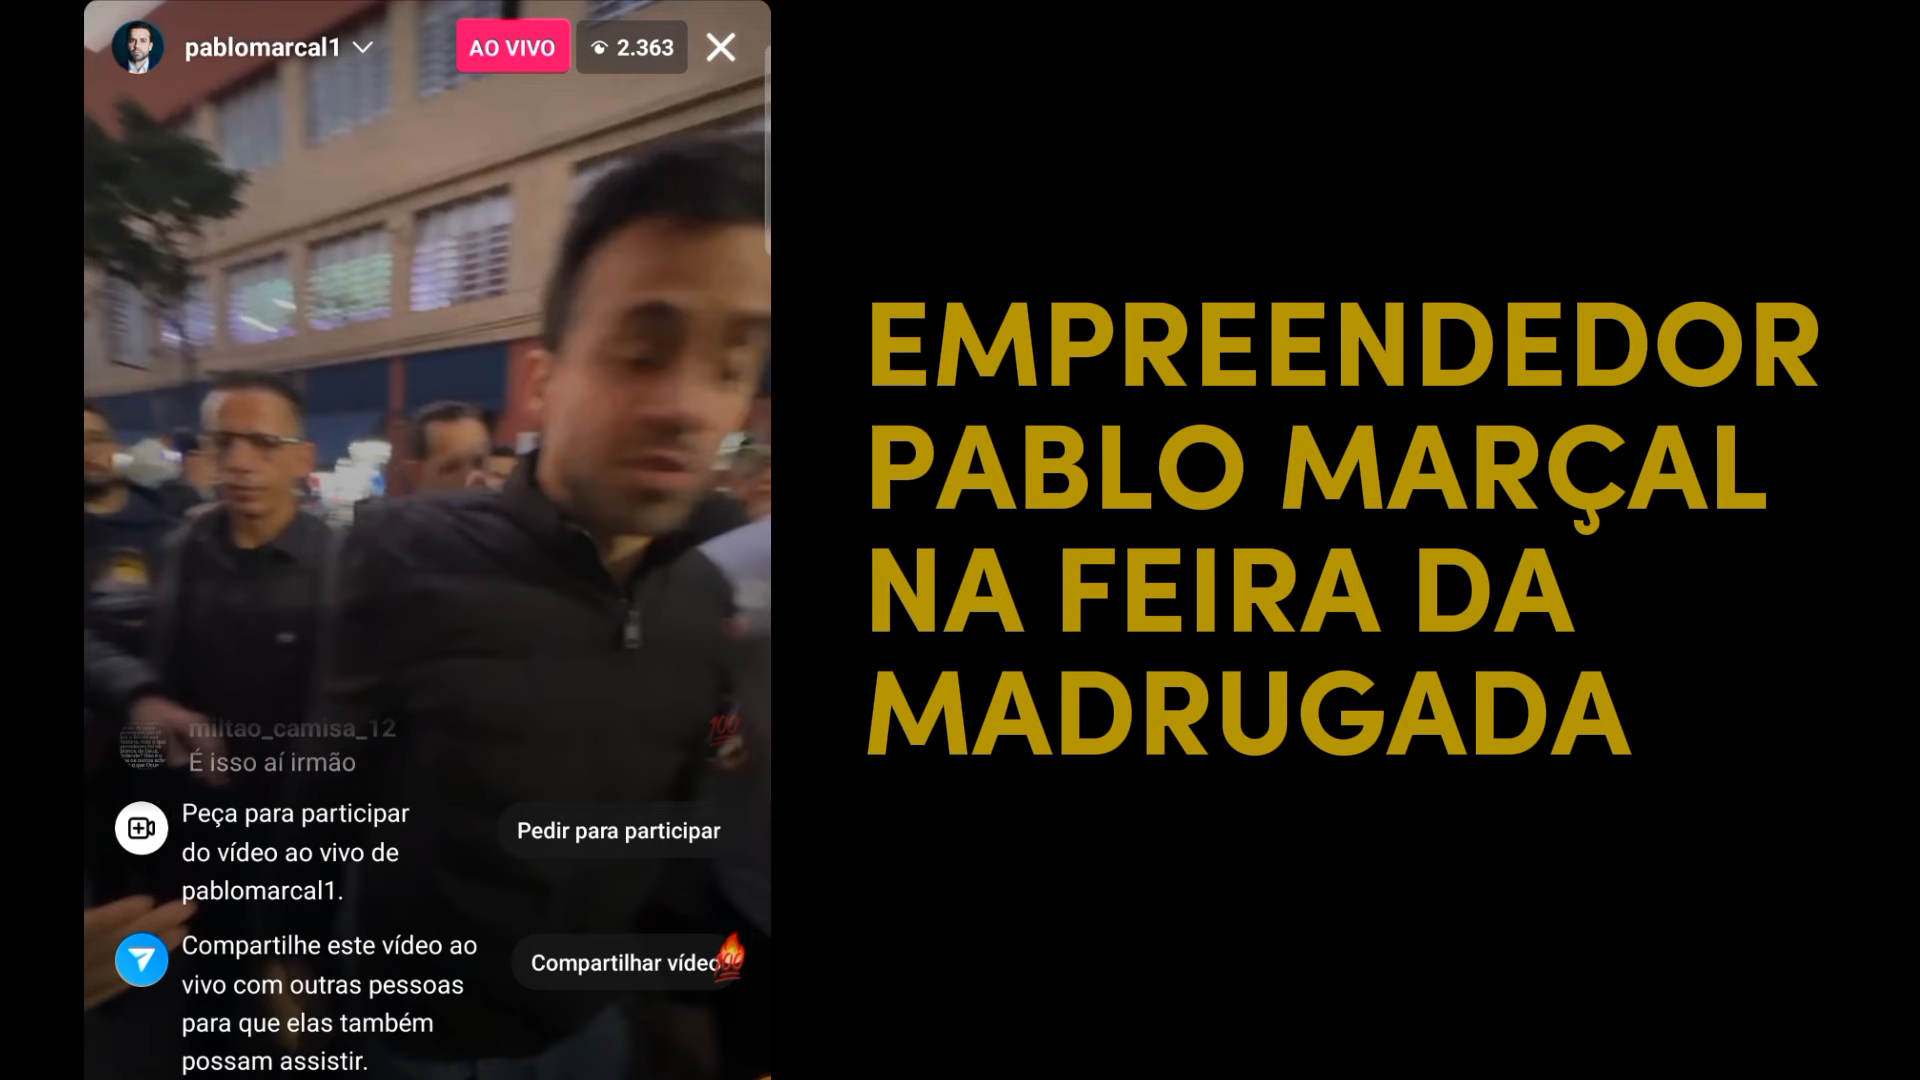 pablomarcal1
AO VIVO
2.363
miltao_camisa_12
É isso aí irmão
Peça para participar
do vídeo ao vivo de
pablomarcal1.
Pedir para participar
Compartilhe este vídeo ao
vivo com outras pessoas
para que elas também
possam assistir.
Compartilhar vídeo
EMPREENDEDOR
PABLO MARÇAL
NA FEIRA DA
MADRUGADA